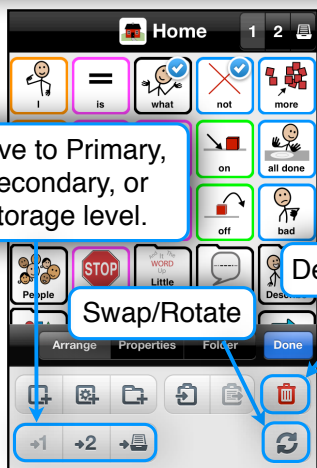 Home
1 2
I is what not more
ve to Primary,
econdary, or
torage level.
on all done
off bad
People STOP WORD Up Little
De
Swap/Rotate
Arrange Properties Folder Done
1 2